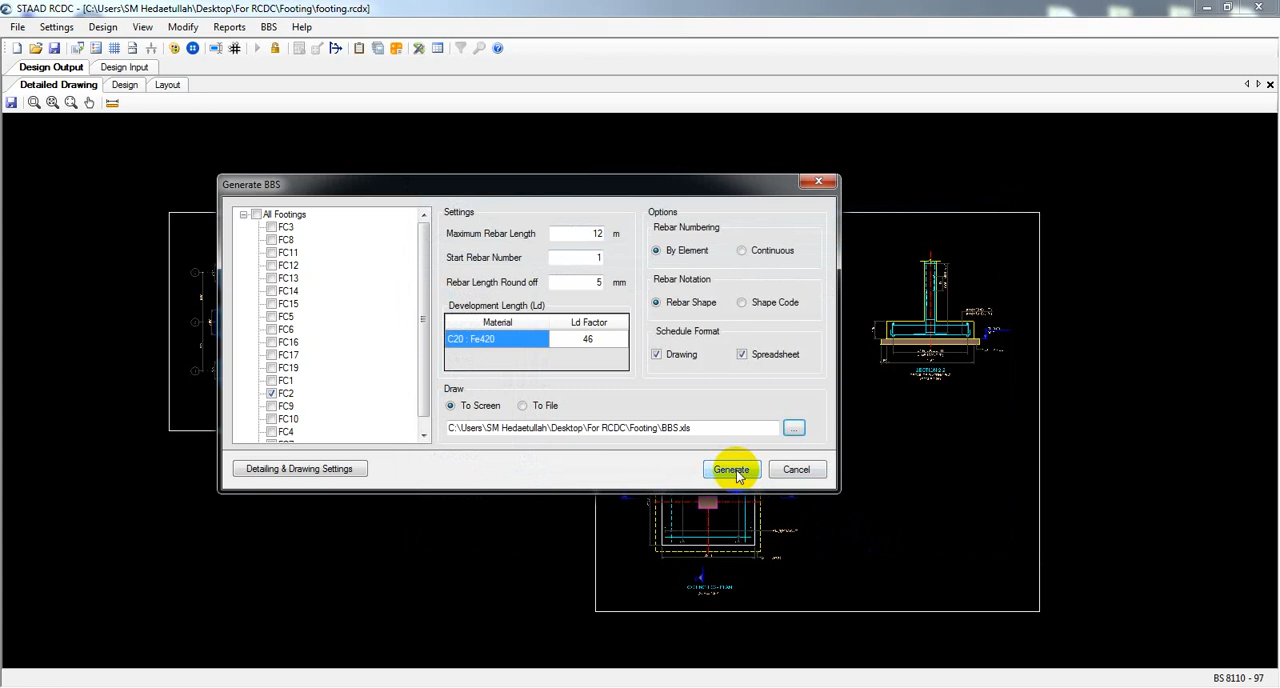 STAAD RCDC - [C:\Users\SM Hedaetullah\Desktop\For RCDC\Footing\footing.rcdx]
File Settings Design View Modify Reports BBS Help
Design Output Design Input
Detailed Drawing Design Layout
Generate BBS
All Footings
FC3
FC8
FC11
FC12
FC13
FC14
FC15
FC5
FC6
FC16
FC17
FC19
FC1
FC2
FC9
FC10
FC4
Settings
Maximum Rebar Length 12 m
Start Rebar Number 1
Rebar Length Round off 5 mm
Development Length (Ld)
Material Ld Factor
C20 : Fe420 46
Options
Rebar Numbering
By Element Continuous
Rebar Notation
Rebar Shape Shape Code
Schedule Format
Drawing Spreadsheet
Draw
To Screen To File
C:\Users\SM Hedaetullah\Desktop\For RCDC\Footing\BBS.xls ...
Detailing & Drawing Settings Generate Cancel
BS 8110 - 97